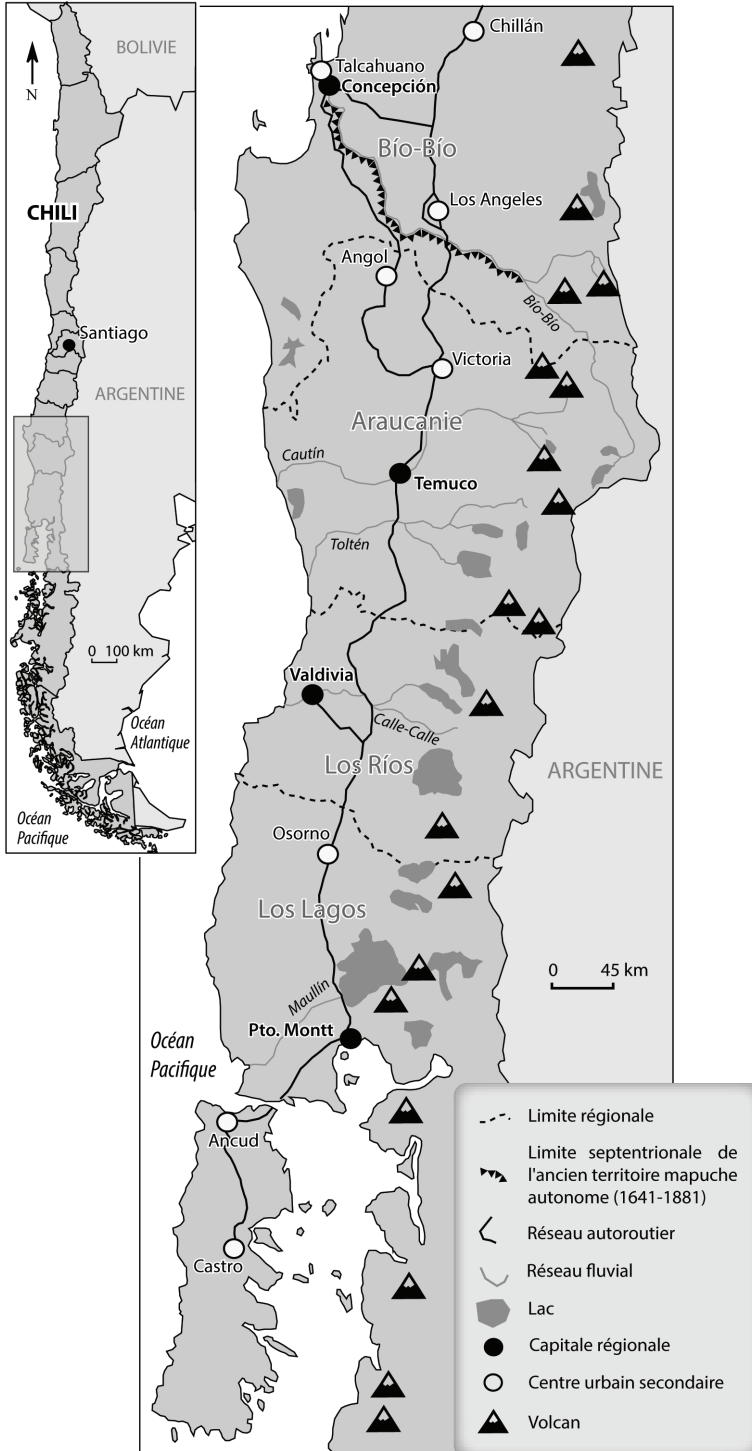 BOLIVIE
N
CHILI
Santiago
ARGENTINE
0 100 km
Océan
Atlantique
Océan
Pacifique
Chillán
Talcahuano
Concepción
Bío-Bío
Los Angeles
Angol
Bío-Bío
Victoria
Araucanie
Cautín
Temuco
Toltén
Valdivia
Calle-Calle
Los Ríos
ARGENTINE
Osorno
Los Lagos
0 45 km
Maullín
Pto. Montt
Océan
Pacifique
Ancud
Castro
Limite régionale
Limite septentrionale de
l'ancien territoire mapuche
autonome (1641-1881)
Réseau autoroutier
Réseau fluvial
Lac
Capitale régionale
Centre urbain secondaire
Volcan